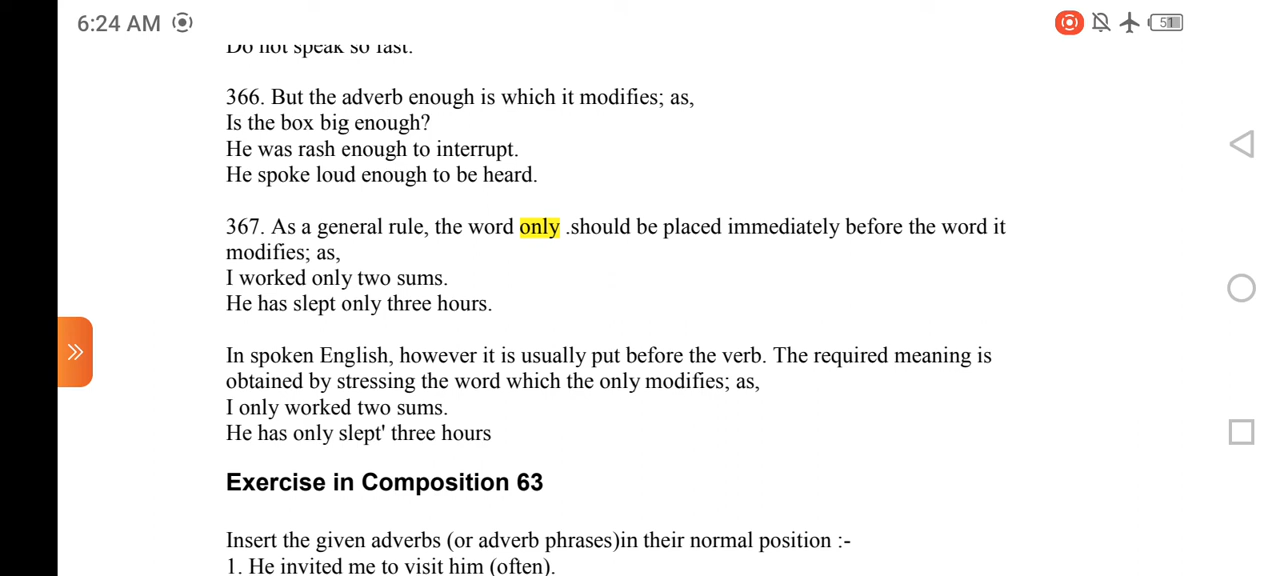 6:24 AM
51
Do not speak so fast.
366. But the adverb enough is which it modifies; as,
Is the box big enough?
He was rash enough to interrupt.
He spoke loud enough to be heard.
367. As a general rule, the word only .should be placed immediately before the word it
modifies; as,
I worked only two sums.
He has slept only three hours.
In spoken English, however it is usually put before the verb. The required meaning is
obtained by stressing the word which the only modifies; as,
I only worked two sums.
He has only slept' three hours
Exercise in Composition 63
Insert the given adverbs (or adverb phrases)in their normal position :-
1. He invited me to visit him (often).